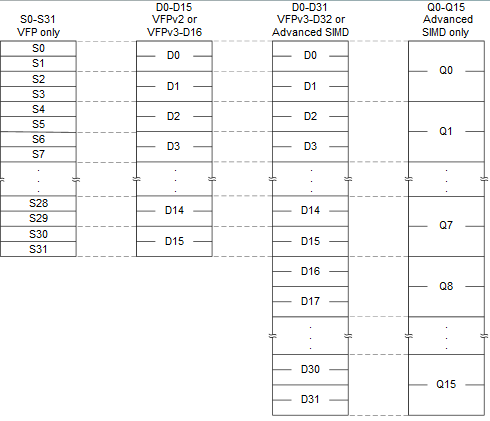 S0-S31
VFP only
S0
S1
S2
S3
S4
S5
S6
S7
S28
S29
S30
S31
D0-D15
VFPv2 or
VFPv3-D16
D0
D1
D2
D3
D14
D15
D0-D31
VFPv3-D32 or
Advanced SIMD
D0
D1
D2
D3
D14
D15
D16
D17
D30
D31
Q0-Q15
Advanced
SIMD only
Q0
Q1
Q7
Q8
Q15